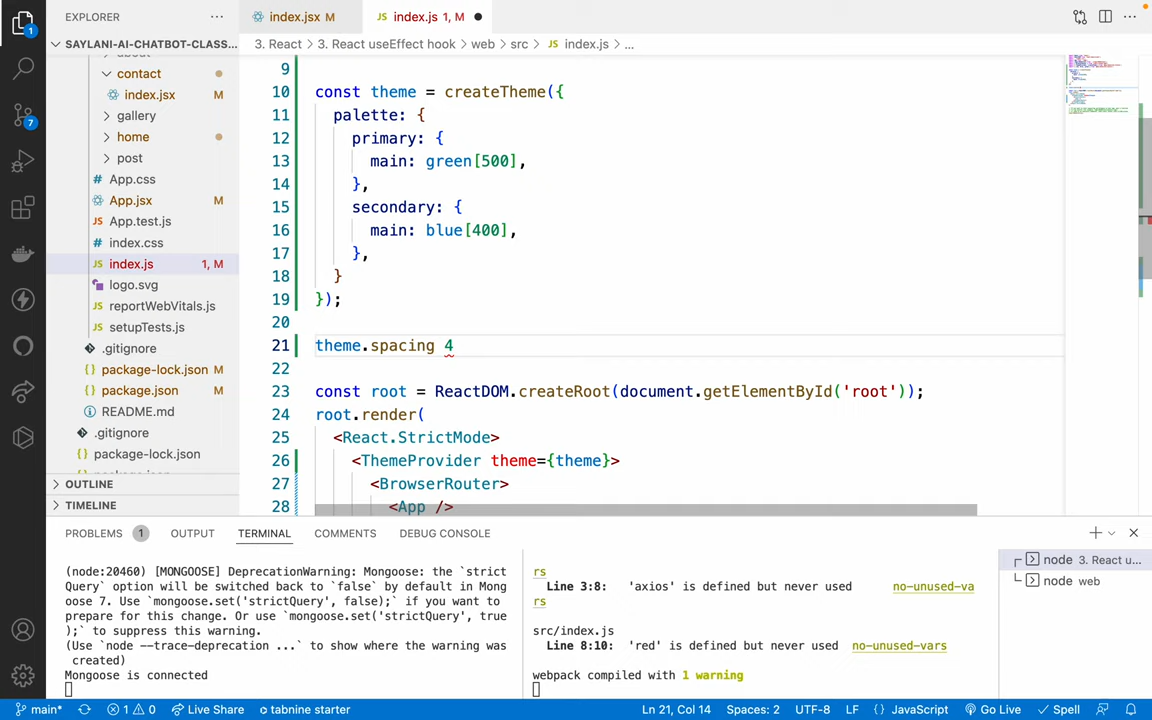 EXPLORER
SAYLANI-AI-CHATBOT-CLASS...
contact
index.jsx M
gallery
home
post
App.css
App.jsx M
App.test.js
index.css
index.js 1, M
logo.svg
reportWebVitals.js
setupTests.js
.gitignore
package-lock.json M
package.json M
README.md
.gitignore
package-lock.json
OUTLINE
TIMELINE
index.jsx M
JS index.js 1, M
3. React > 3. React useEffect hook > web > src > JS index.js > ...
9
10 const theme = createTheme({
11 palette: {
12 primary: {
13 main: green[500],
14 },
15 secondary: {
16 main: blue[400],
17 },
18 }
19 });
20
21 theme.spacing 4
22
23 const root = ReactDOM.createRoot(document.getElementById('root'));
24 root.render(
25 <React.StrictMode>
26 <ThemeProvider theme={theme}>
27 <BrowserRouter>
28 <App />
PROBLEMS 1 OUTPUT TERMINAL COMMENTS DEBUG CONSOLE
(node:20460) [MONGOOSE] DeprecationWarning: Mongoose: the `strict
Query` option will be switched back to `false` by default in Mong
oose 7. Use `mongoose.set('strictQuery', false);` if you want to
prepare for this change. Or use `mongoose.set('strictQuery', true
);` to suppress this warning.
(Use `node --trace-deprecation ...` to show where the warning was
created)
Mongoose is connected
rs
Line 3:8: 'axios' is defined but never used no-unused-va
rs
src/index.js
Line 8:10: 'red' is defined but never used no-unused-vars
webpack compiled with 1 warning
node 3. React u...
node web
main* 1 0 Live Share tabnine starter Ln 21, Col 14 Spaces: 2 UTF-8 LF {} JavaScript Go Live Spell